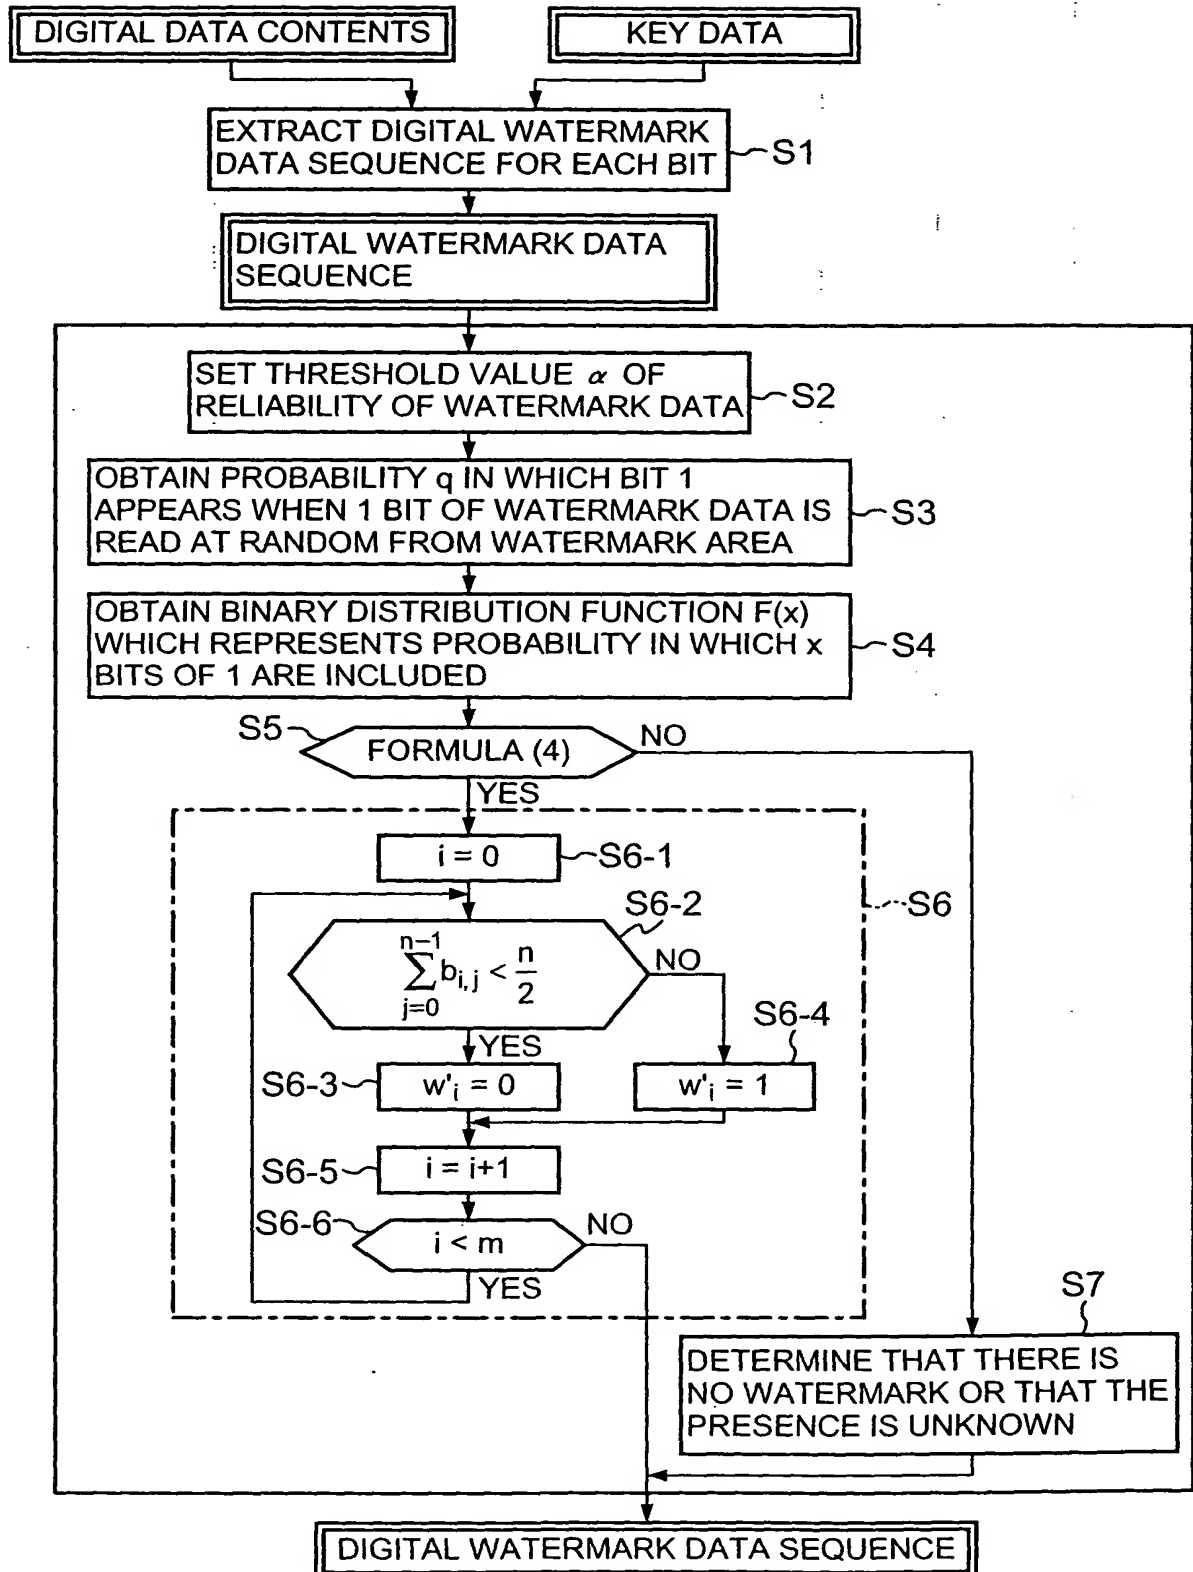 DIGITAL DATA CONTENTS
KEY DATA
EXTRACT DIGITAL WATERMARK
DATA SEQUENCE FOR EACH BIT
S1
DIGITAL WATERMARK DATA
SEQUENCE
SET THRESHOLD VALUE α OF
RELIABILITY OF WATERMARK DATA
S2
OBTAIN PROBABILITY q IN WHICH BIT 1
APPEARS WHEN 1 BIT OF WATERMARK DATA IS
READ AT RANDOM FROM WATERMARK AREA
S3
OBTAIN BINARY DISTRIBUTION FUNCTION F(x)
WHICH REPRESENTS PROBABILITY IN WHICH x
BITS OF 1 ARE INCLUDED
S4
S5
FORMULA (4)
NO
YES
i = 0
S6-1
S6
S6-2
n−1
∑ b_{i,j} < n/2
j=0
NO
YES
S6-4
S6-3
w'_i = 0
w'_i = 1
S6-5
i = i+1
S6-6
i < m
NO
YES
S7
DETERMINE THAT THERE IS
NO WATERMARK OR THAT THE
PRESENCE IS UNKNOWN
DIGITAL WATERMARK DATA SEQUENCE